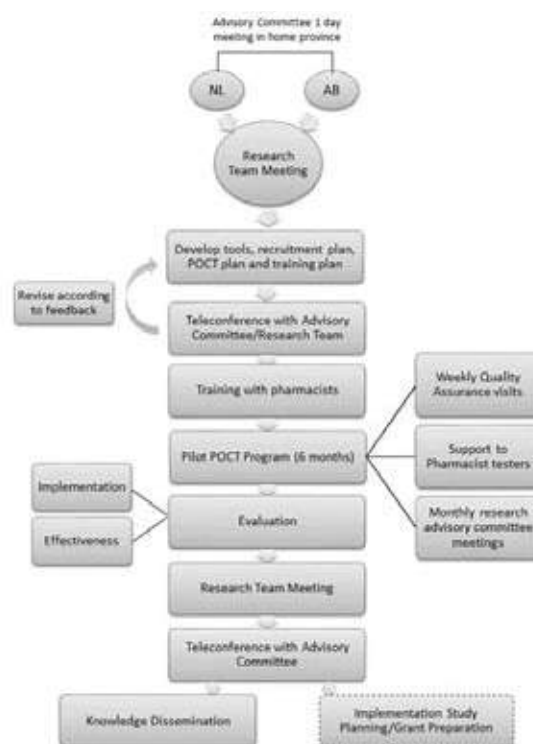 Advisory Committee 1 day
meeting in home province
NL
AB
Research
Team Meeting
Develop tools, recruitment plan,
POCT plan and training plan
Revise according
to feedback
Teleconference with Advisory
Committee/Research Team
Training with pharmacists
Weekly Quality
Assurance visits
Pilot POCT Program (6 months)
Support to
Pharmacist testers
Monthly research
advisory committee
meetings
Implementation
Effectiveness
Evaluation
Research Team Meeting
Teleconference with Advisory
Committee
Knowledge Dissemination
Implementation Study
Planning/Grant Preparation